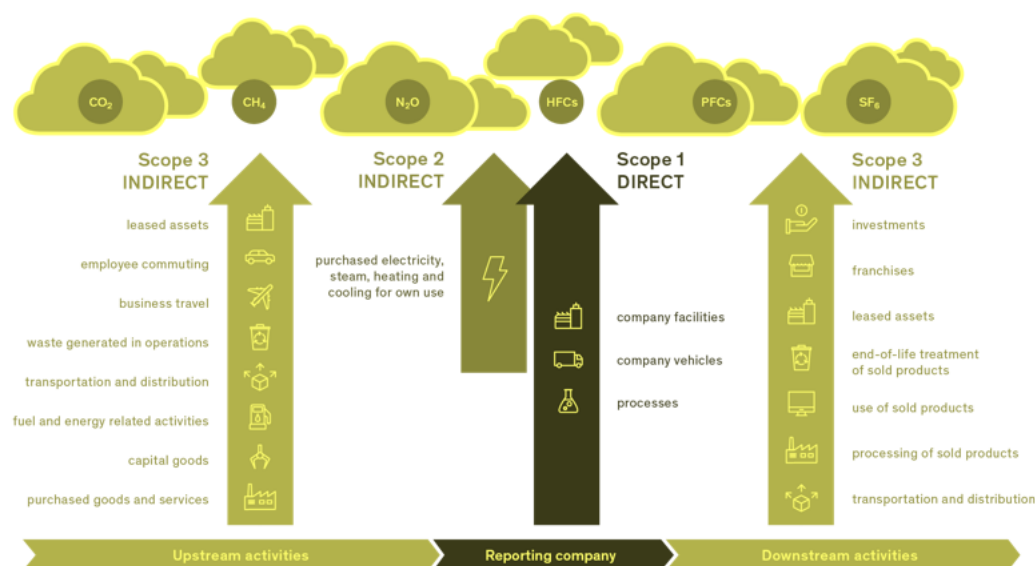 CO₂
CH₄
N₂O
HFCs
PFCs
SF₆
Scope 3
INDIRECT
leased assets
employee commuting
business travel
waste generated in operations
transportation and distribution
fuel and energy related activities
capital goods
purchased goods and services
Scope 2
INDIRECT
purchased electricity,
steam, heating and
cooling for own use
Scope 1
DIRECT
company facilities
company vehicles
processes
Scope 3
INDIRECT
investments
franchises
leased assets
end-of-life treatment
of sold products
use of sold products
processing of sold products
transportation and distribution
Upstream activities
Reporting company
Downstream activities